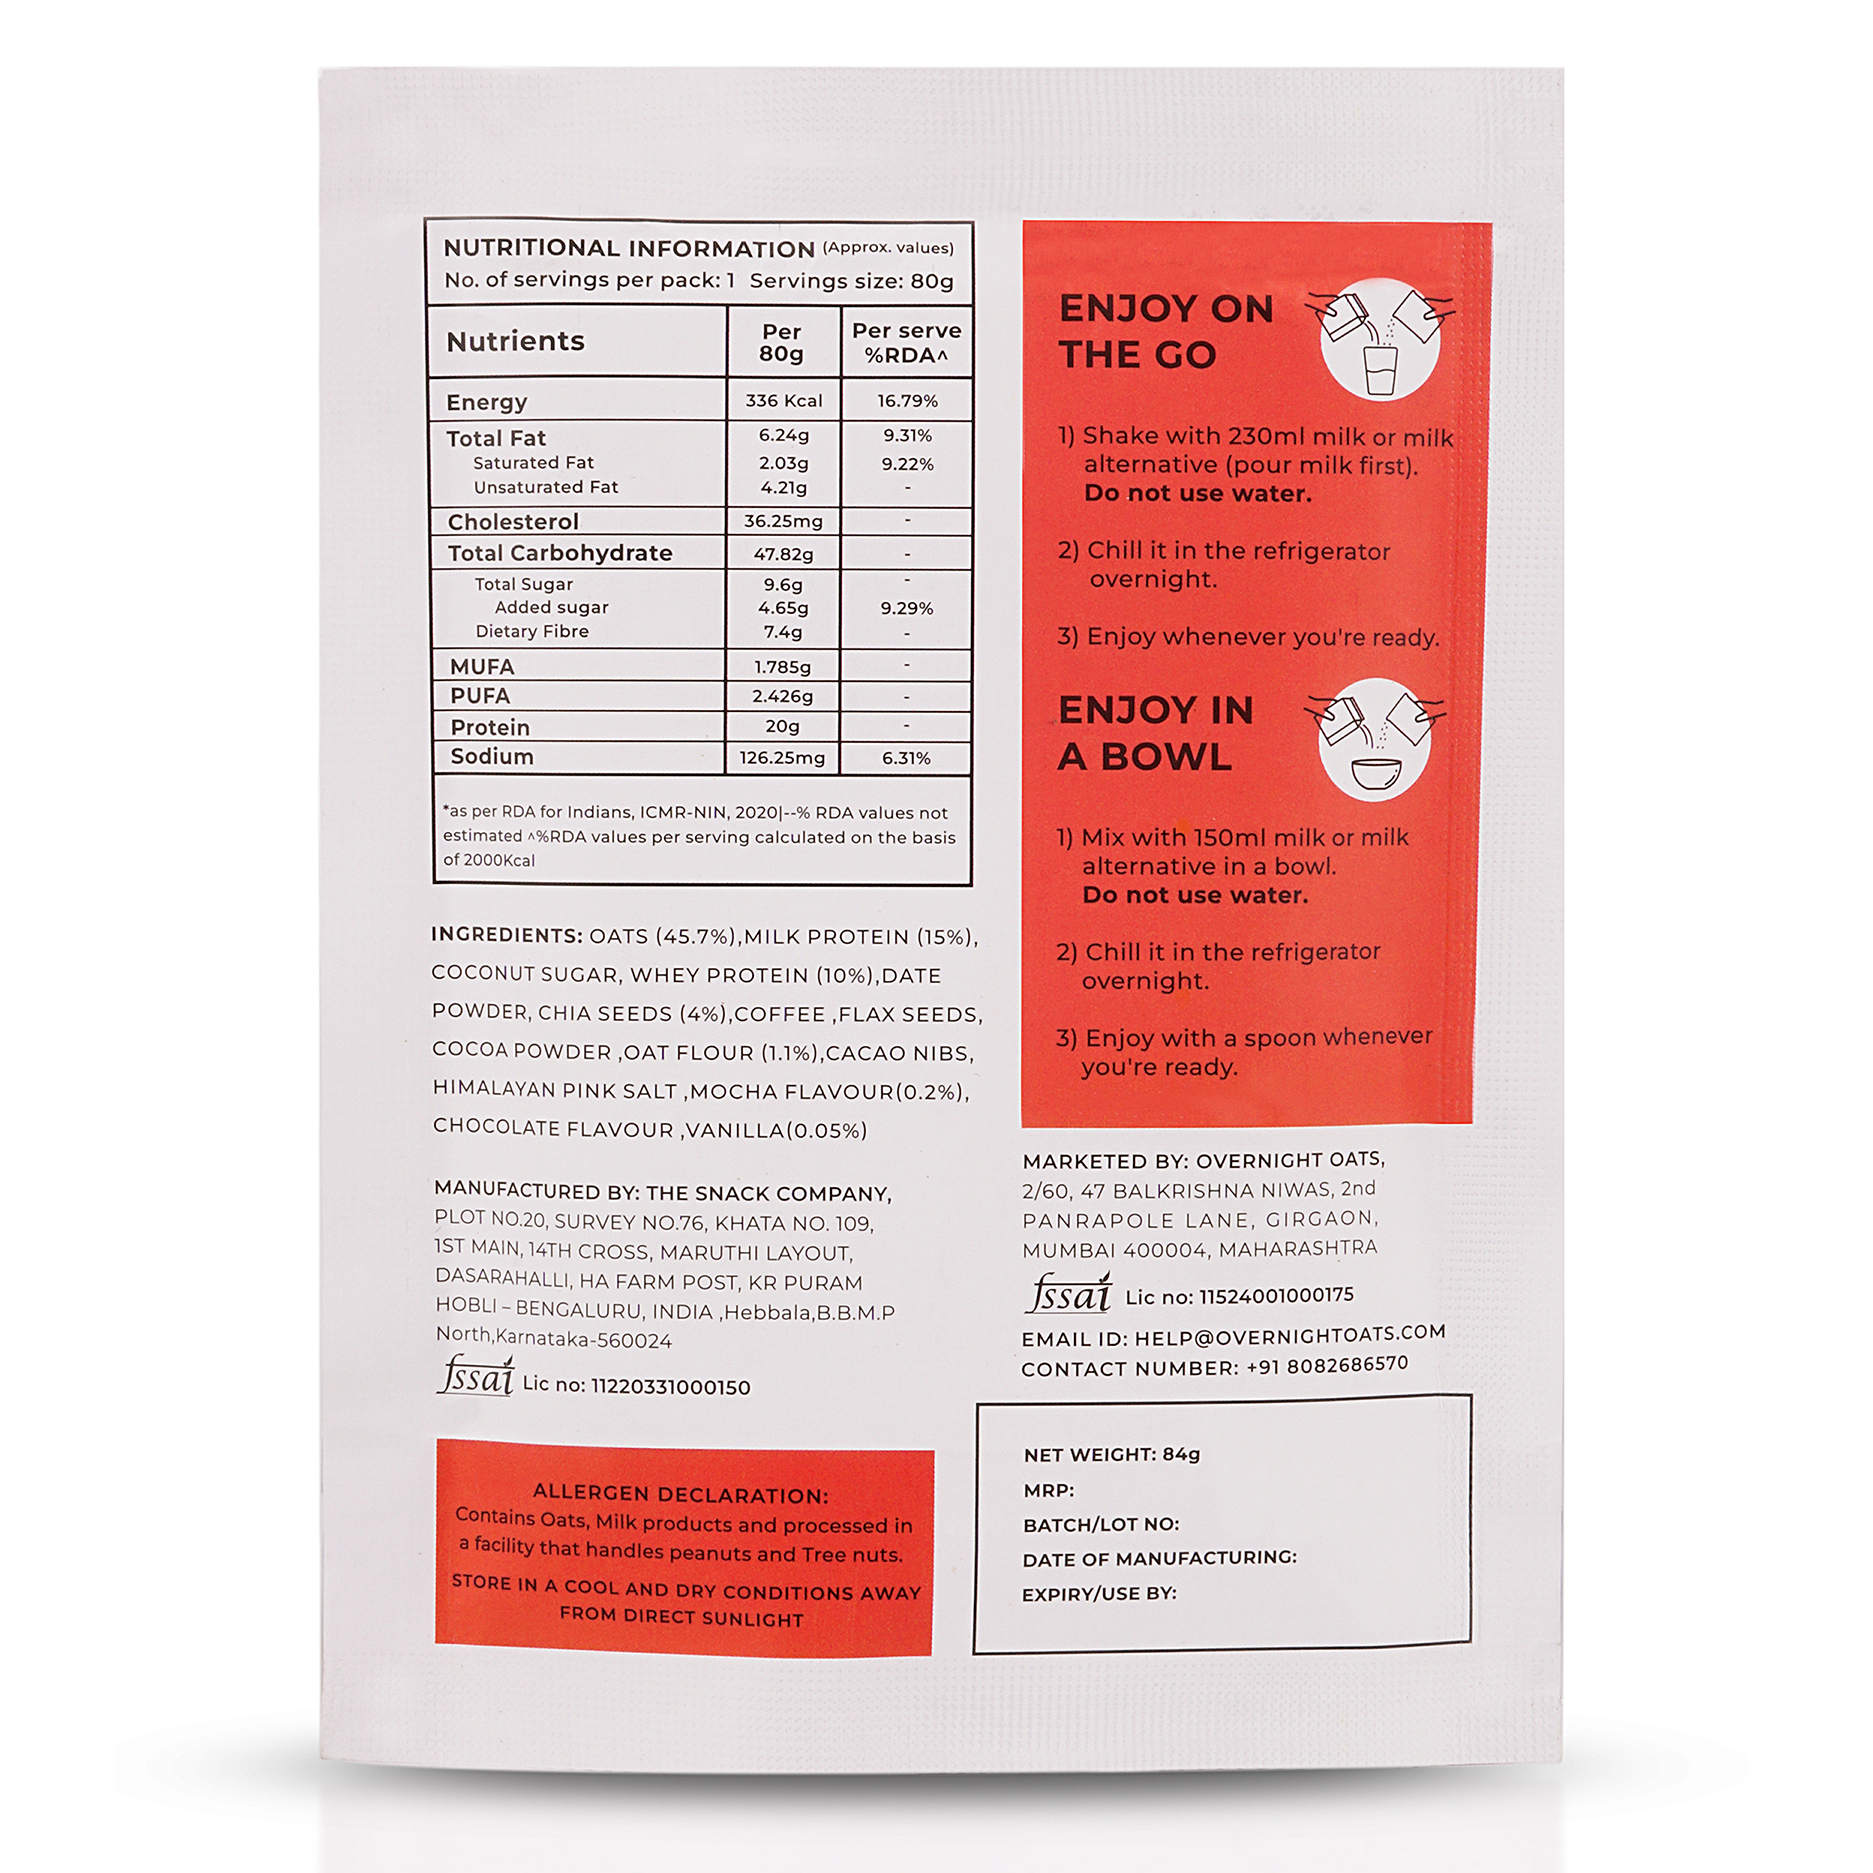 NUTRITIONAL INFORMATION (Approx. values)
No. of servings per pack: 1 Servings size: 80g
Nutrients Per 80g Per serve %RDA^
Energy 336 Kcal 16.79%
Total Fat 6.24g 9.31%
Saturated Fat 2.03g 9.22%
Unsaturated Fat 4.21g -
Cholesterol 36.25mg -
Total Carbohydrate 47.82g -
Total Sugar 9.6g -
Added sugar 4.65g 9.29%
Dietary Fibre 7.4g -
MUFA 1.785g -
PUFA 2.426g -
Protein 20g -
Sodium 126.25mg 6.31%
*as per RDA for Indians, ICMR-NIN, 2020|--% RDA values not
estimated ^%RDA values per serving calculated on the basis
of 2000Kcal
INGREDIENTS: OATS (45.7%),MILK PROTEIN (15%),
COCONUT SUGAR, WHEY PROTEIN (10%),DATE
POWDER, CHIA SEEDS (4%),COFFEE ,FLAX SEEDS,
COCOA POWDER ,OAT FLOUR (1.1%),CACAO NIBS,
HIMALAYAN PINK SALT ,MOCHA FLAVOUR(0.2%),
CHOCOLATE FLAVOUR ,VANILLA(0.05%)
MANUFACTURED BY: THE SNACK COMPANY,
PLOT NO.20, SURVEY NO.76, KHATA NO. 109,
1ST MAIN, 14TH CROSS, MARUTHI LAYOUT,
DASARAHALLI, HA FARM POST, KR PURAM
HOBLI – BENGALURU, INDIA ,Hebbala,B.B.M.P
North,Karnataka-560024
fssai Lic no: 11220331000150
ALLERGEN DECLARATION:
Contains Oats, Milk products and processed in
a facility that handles peanuts and Tree nuts.
STORE IN A COOL AND DRY CONDITIONS AWAY
FROM DIRECT SUNLIGHT
ENJOY ON
THE GO
1) Shake with 230ml milk or milk
alternative (pour milk first).
Do not use water.
2) Chill it in the refrigerator
overnight.
3) Enjoy whenever you're ready.
ENJOY IN
A BOWL
1) Mix with 150ml milk or milk
alternative in a bowl.
Do not use water.
2) Chill it in the refrigerator
overnight.
3) Enjoy with a spoon whenever
you're ready.
MARKETED BY: OVERNIGHT OATS,
2/60, 47 BALKRISHNA NIWAS, 2nd
PANRAPOLE LANE, GIRGAON,
MUMBAI 400004, MAHARASHTRA
fssai Lic no: 11524001000175
EMAIL ID: HELP@OVERNIGHTOATS.COM
CONTACT NUMBER: +91 8082686570
NET WEIGHT: 84g
MRP:
BATCH/LOT NO:
DATE OF MANUFACTURING:
EXPIRY/USE BY: